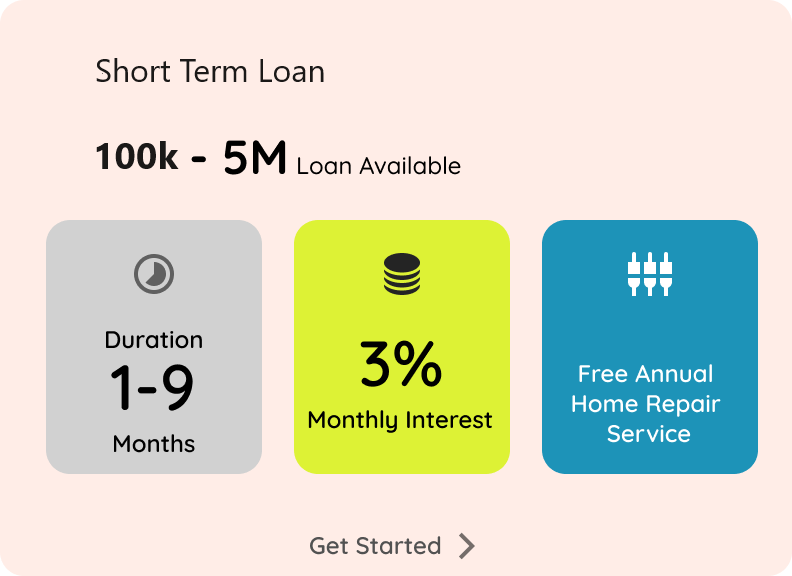 Short Term Loan
100k - 5M Loan Available
Duration
1-9
Months
3%
Monthly Interest
Free Annual
Home Repair
Service
Get Started